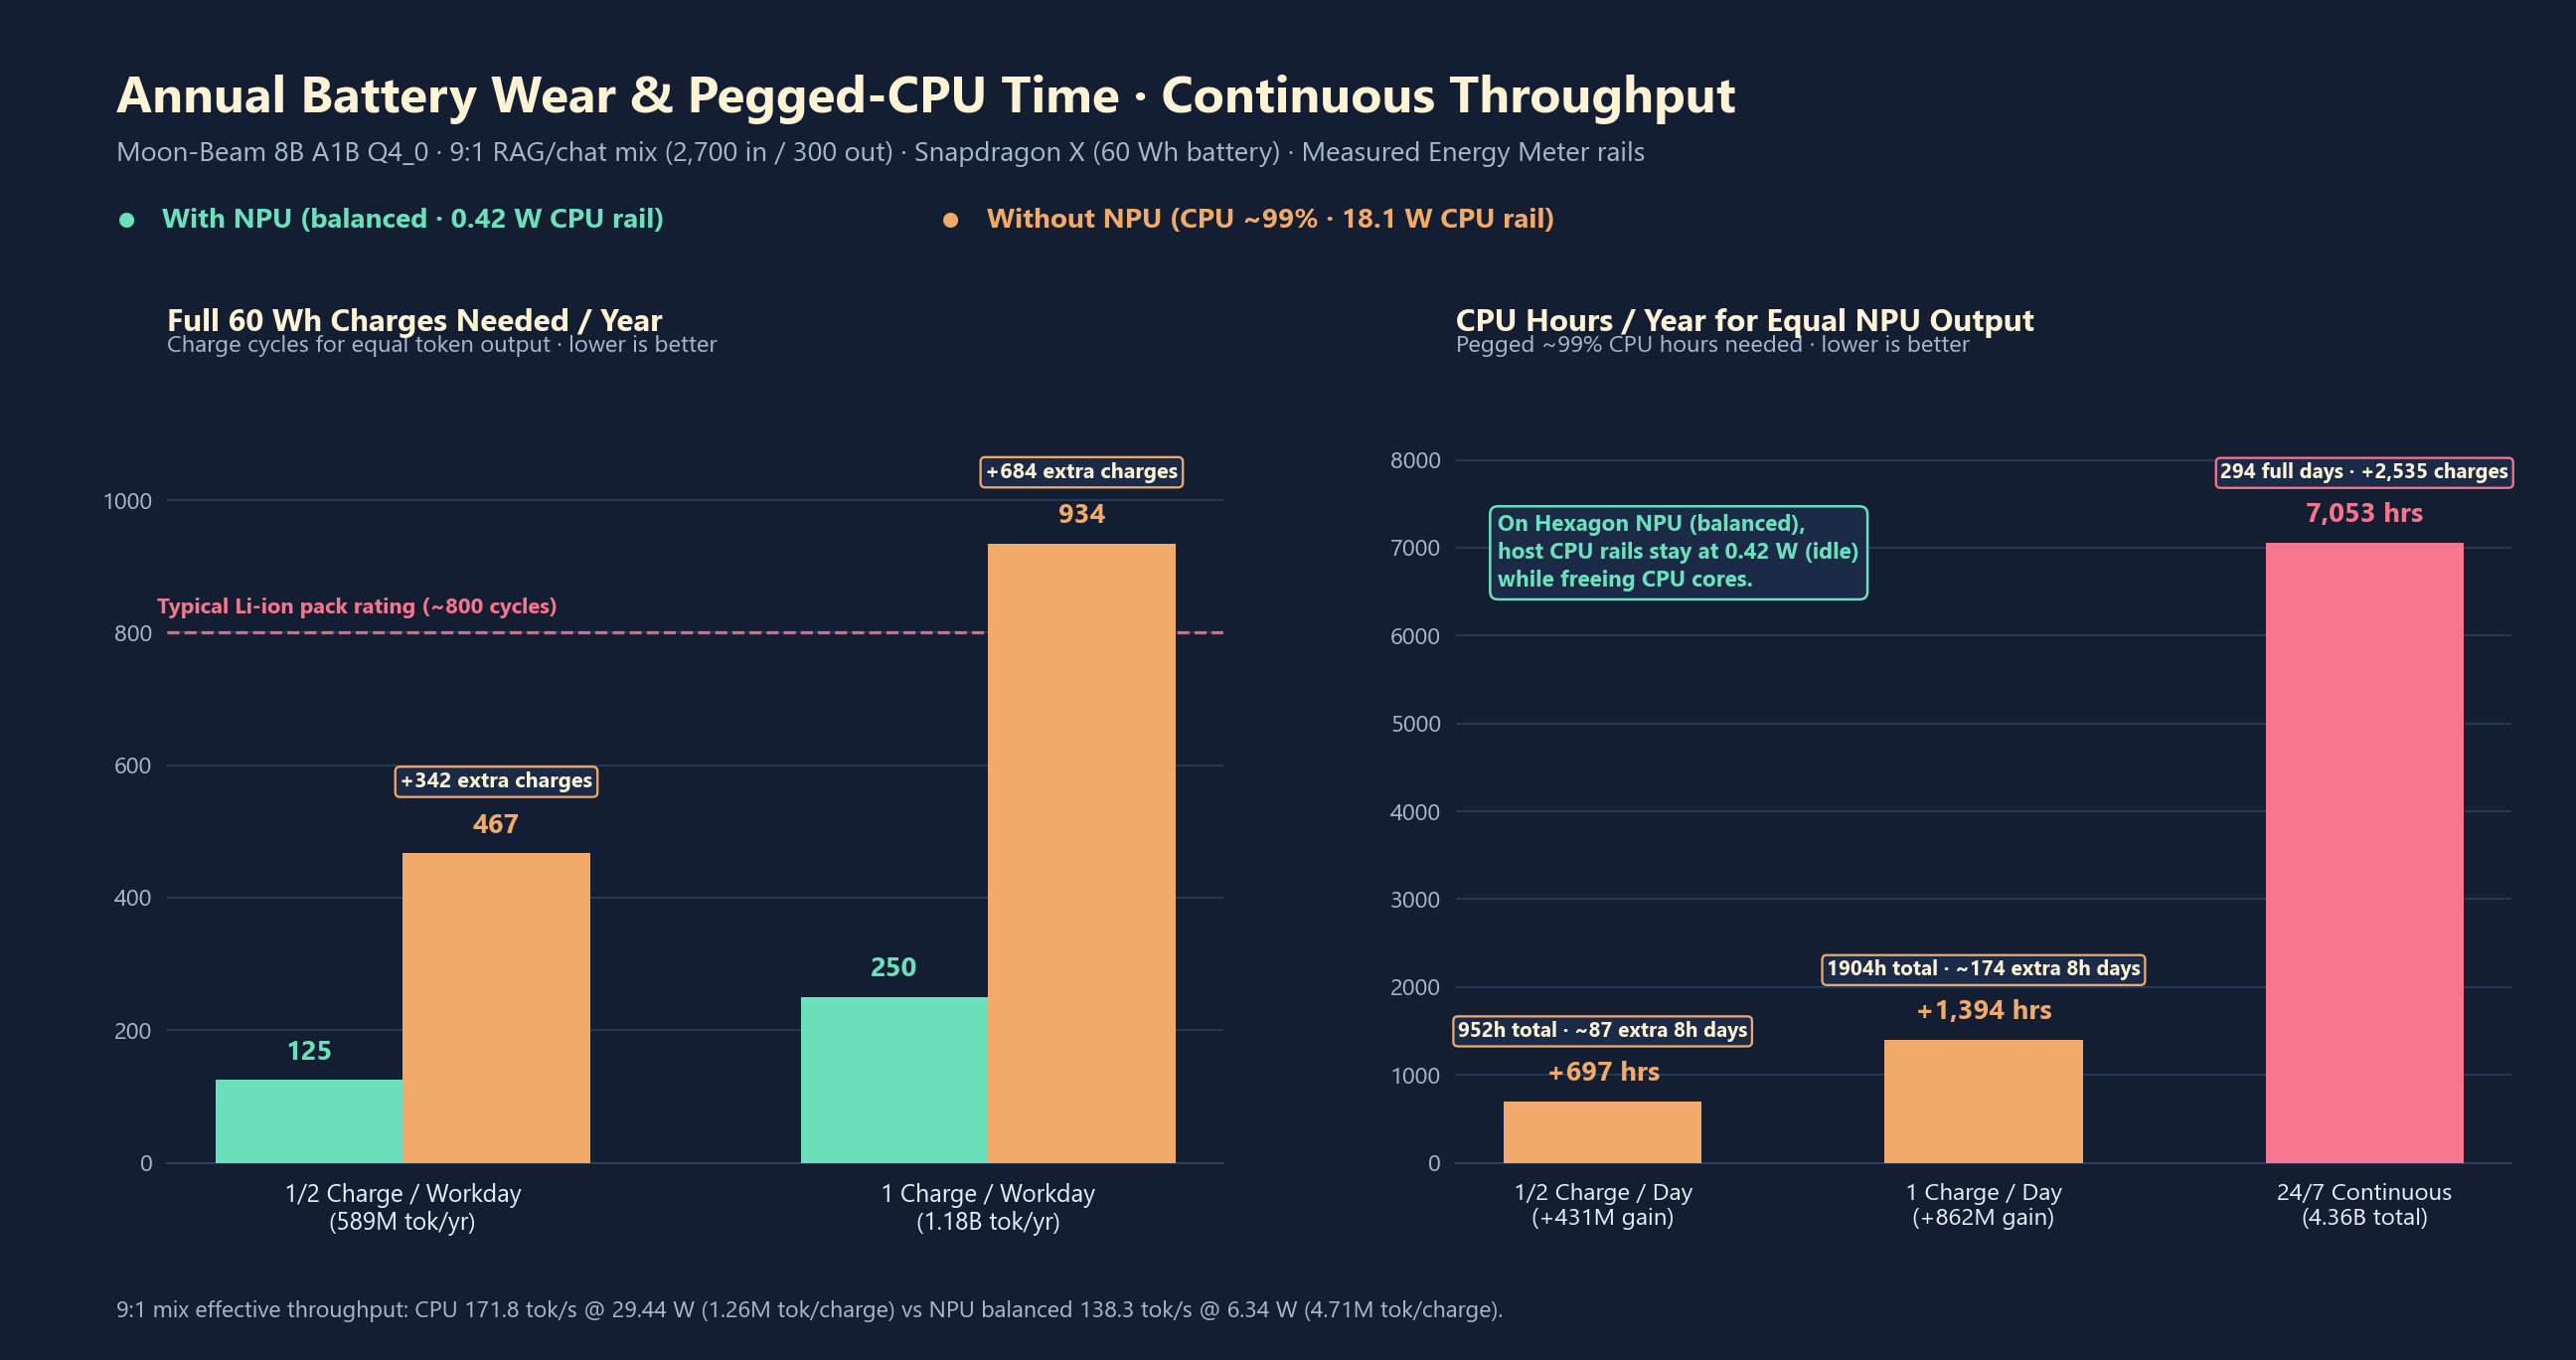 Annual Battery Wear & Pegged-CPU Time · Continuous Throughput
Moon-Beam 8B A1B Q4_0 · 9:1 RAG/chat mix (2,700 in / 300 out) · Snapdragon X (60 Wh battery) · Measured Energy Meter rails
With NPU (balanced · 0.42 W CPU rail)
Without NPU (CPU ~99% · 18.1 W CPU rail)
Full 60 Wh Charges Needed / Year
Charge cycles for equal token output · lower is better
1000
800
600
400
200
0
Typical Li-ion pack rating (~800 cycles)
+342 extra charges
467
125
+684 extra charges
934
250
1/2 Charge / Workday
(589M tok/yr)
1 Charge / Workday
(1.18B tok/yr)
CPU Hours / Year for Equal NPU Output
Pegged ~99% CPU hours needed · lower is better
8000
7000
6000
5000
4000
3000
2000
1000
0
On Hexagon NPU (balanced),
host CPU rails stay at 0.42 W (idle)
while freeing CPU cores.
952h total · ~87 extra 8h days
+697 hrs
1904h total · ~174 extra 8h days
+1,394 hrs
294 full days · +2,535 charges
7,053 hrs
1/2 Charge / Day
(+431M gain)
1 Charge / Day
(+862M gain)
24/7 Continuous
(4.36B total)
9:1 mix effective throughput: CPU 171.8 tok/s @ 29.44 W (1.26M tok/charge) vs NPU balanced 138.3 tok/s @ 6.34 W (4.71M tok/charge).